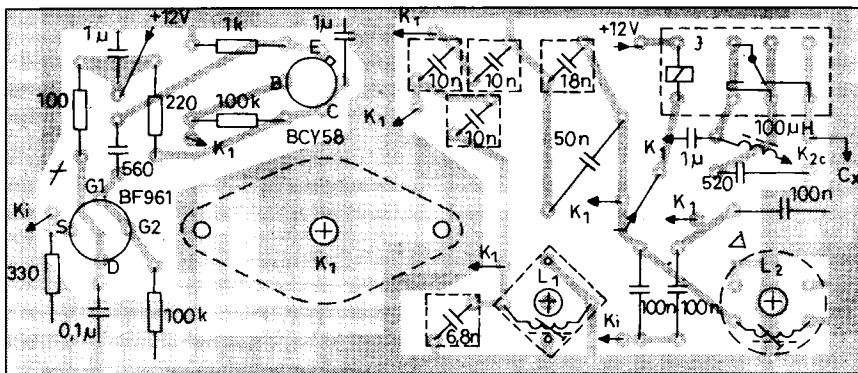 +12V
1k
1µ
K1
+12V
3
1µ
E
B
C
10n
10n
18n
100
220
100k
BCY58
K1
10n
K1
50n
K1
1µ
100µH
K2c
560
520
Cx
G1
BF961
Ki
S
G2
D
K1
K1
K1
100n
330
K1
L1
L2
0,1µ
100k
6,8n
Ki
100n
100n